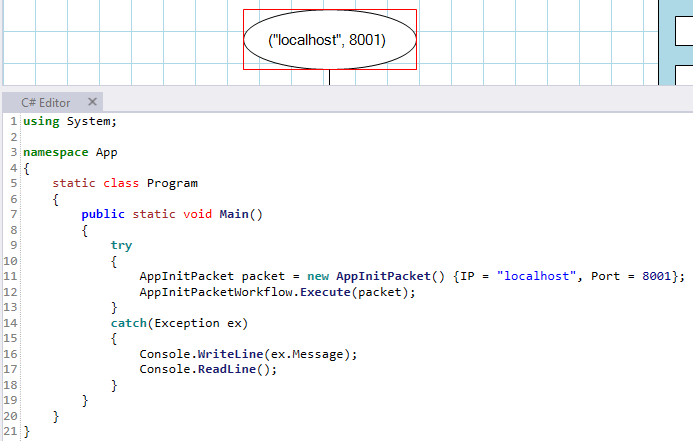 ("localhost", 8001)
C# Editor ✕
1 using System;
2
3 namespace App
4 {
5     static class Program
6     {
7         public static void Main()
8         {
9             try
10             {
11                 AppInitPacket packet = new AppInitPacket() {IP = "localhost", Port = 8001};
12                 AppInitPacketWorkflow.Execute(packet);
13             }
14             catch(Exception ex)
15             {
16                 Console.WriteLine(ex.Message);
17                 Console.ReadLine();
18             }
19         }
20     }
21 }